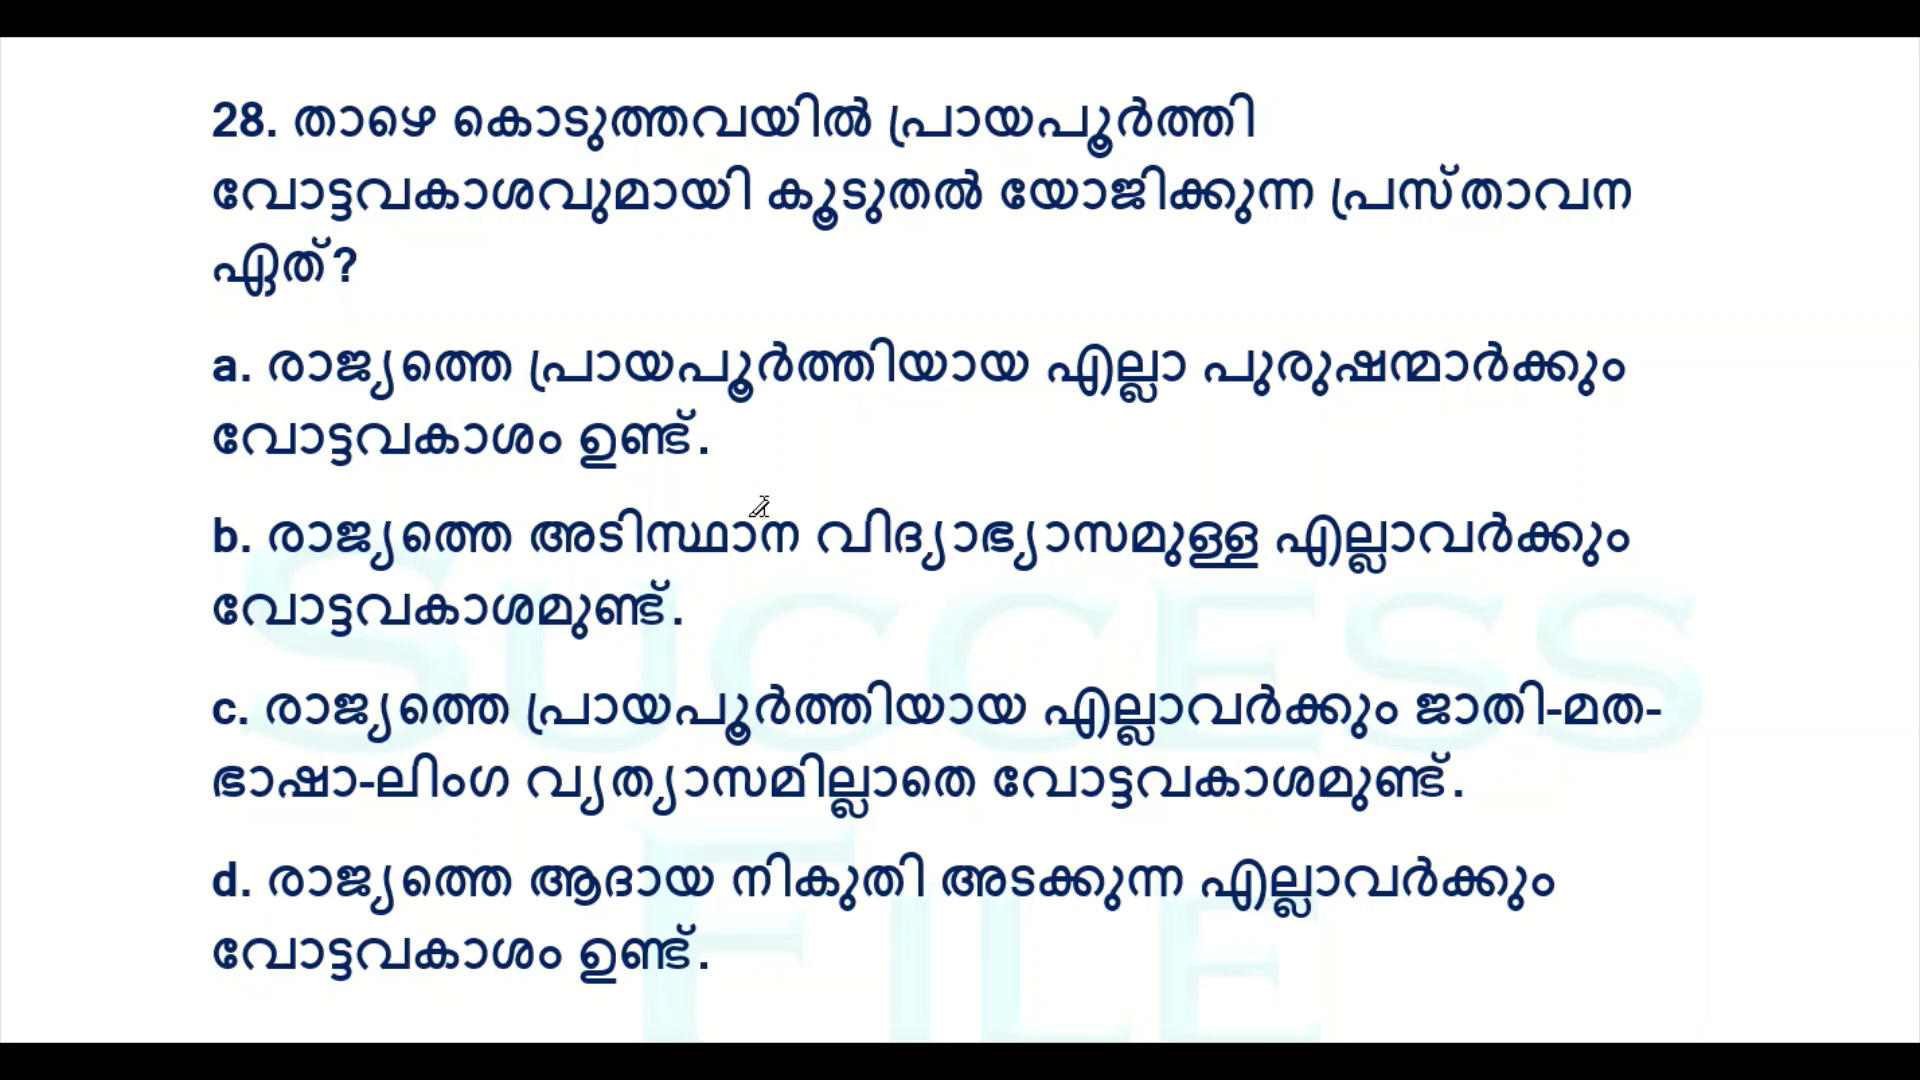 28. താഴെ കൊടുത്തവയിൽ പ്രായപൂർത്തി
വോട്ടവകാശവുമായി കൂടുതൽ യോജിക്കുന്ന പ്രസ്താവന
ഏത്?
a. രാജ്യത്തെ പ്രായപൂർത്തിയായ എല്ലാ പുരുഷന്മാർക്കും
വോട്ടവകാശം ഉണ്ട്.
b. രാജ്യത്തെ അടിസ്ഥാന വിദ്യാഭ്യാസമുള്ള എല്ലാവർക്കും
വോട്ടവകാശമുണ്ട്.
c. രാജ്യത്തെ പ്രായപൂർത്തിയായ എല്ലാവർക്കും ജാതി-മത-
ഭാഷാ-ലിംഗ വ്യത്യാസമില്ലാതെ വോട്ടവകാശമുണ്ട്.
d. രാജ്യത്തെ ആദായ നികുതി അടക്കുന്ന എല്ലാവർക്കും
വോട്ടവകാശം ഉണ്ട്.
SUCCESS
FILE